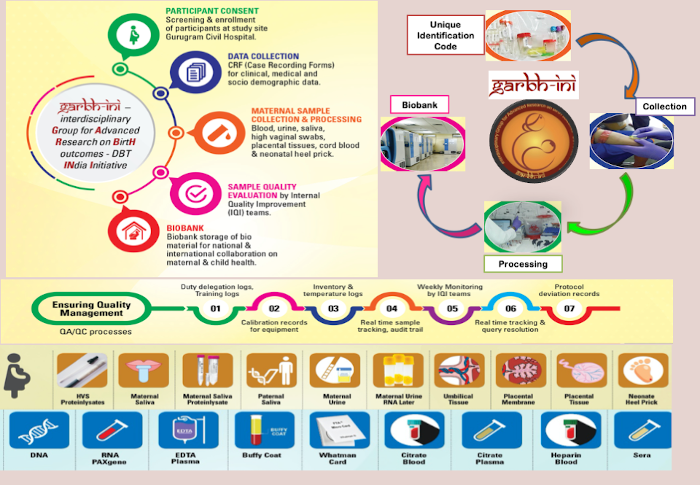 PARTICIPANT CONSENT
Screening & enrollment
of participants at study site
Gurugram Civil Hospital.
DATA COLLECTION
CRF (Case Recording Forms)
for clinical, medical and
socio demographic data.
garbh-ini –
interdisciplinary
Group for Advanced
Research on BirtH
outcomes - DBT
INdia Initiative
MATERNAL SAMPLE
COLLECTION & PROCESSING
Blood, urine, saliva,
high vaginal swabs,
placental tissues, cord blood
& neonatal heel prick.
SAMPLE QUALITY
EVALUATION by Internal
Quality Improvement
(IQI) teams.
BIOBANK
Biobank storage of bio
material for national &
international collaboration on
maternal & child health.
Unique
Identification
Code
garbh-ini
Biobank
Collection
garbh-ini
Processing
Ensuring Quality
Management
QA/QC processes
Duty delegation logs,
Training logs
01
02
Calibration records
for equipment
Inventory &
temperature logs
03
04
Real time sample
tracking, audit trail
Weekly Monitoring
by IQI teams
05
06
Real time tracking &
query resolution
Protocol
deviation records
07
HVS
Proteinlysates
Maternal
Saliva
Maternal Saliva
Proteinlysate
Paternal
Saliva
Maternal
Urine
Maternal Urine
RNA Later
Umbilical
Tissue
Placental
Membrane
Placental
Tissue
Neonate
Heel Prick
DNA
RNA
PAXgene
EDTA
EDTA
Plasma
BUFFY
COAT
Buffy Coat
Whatman
Card
Citrate
Blood
Citrate
Plasma
Heparin
Blood
Sera